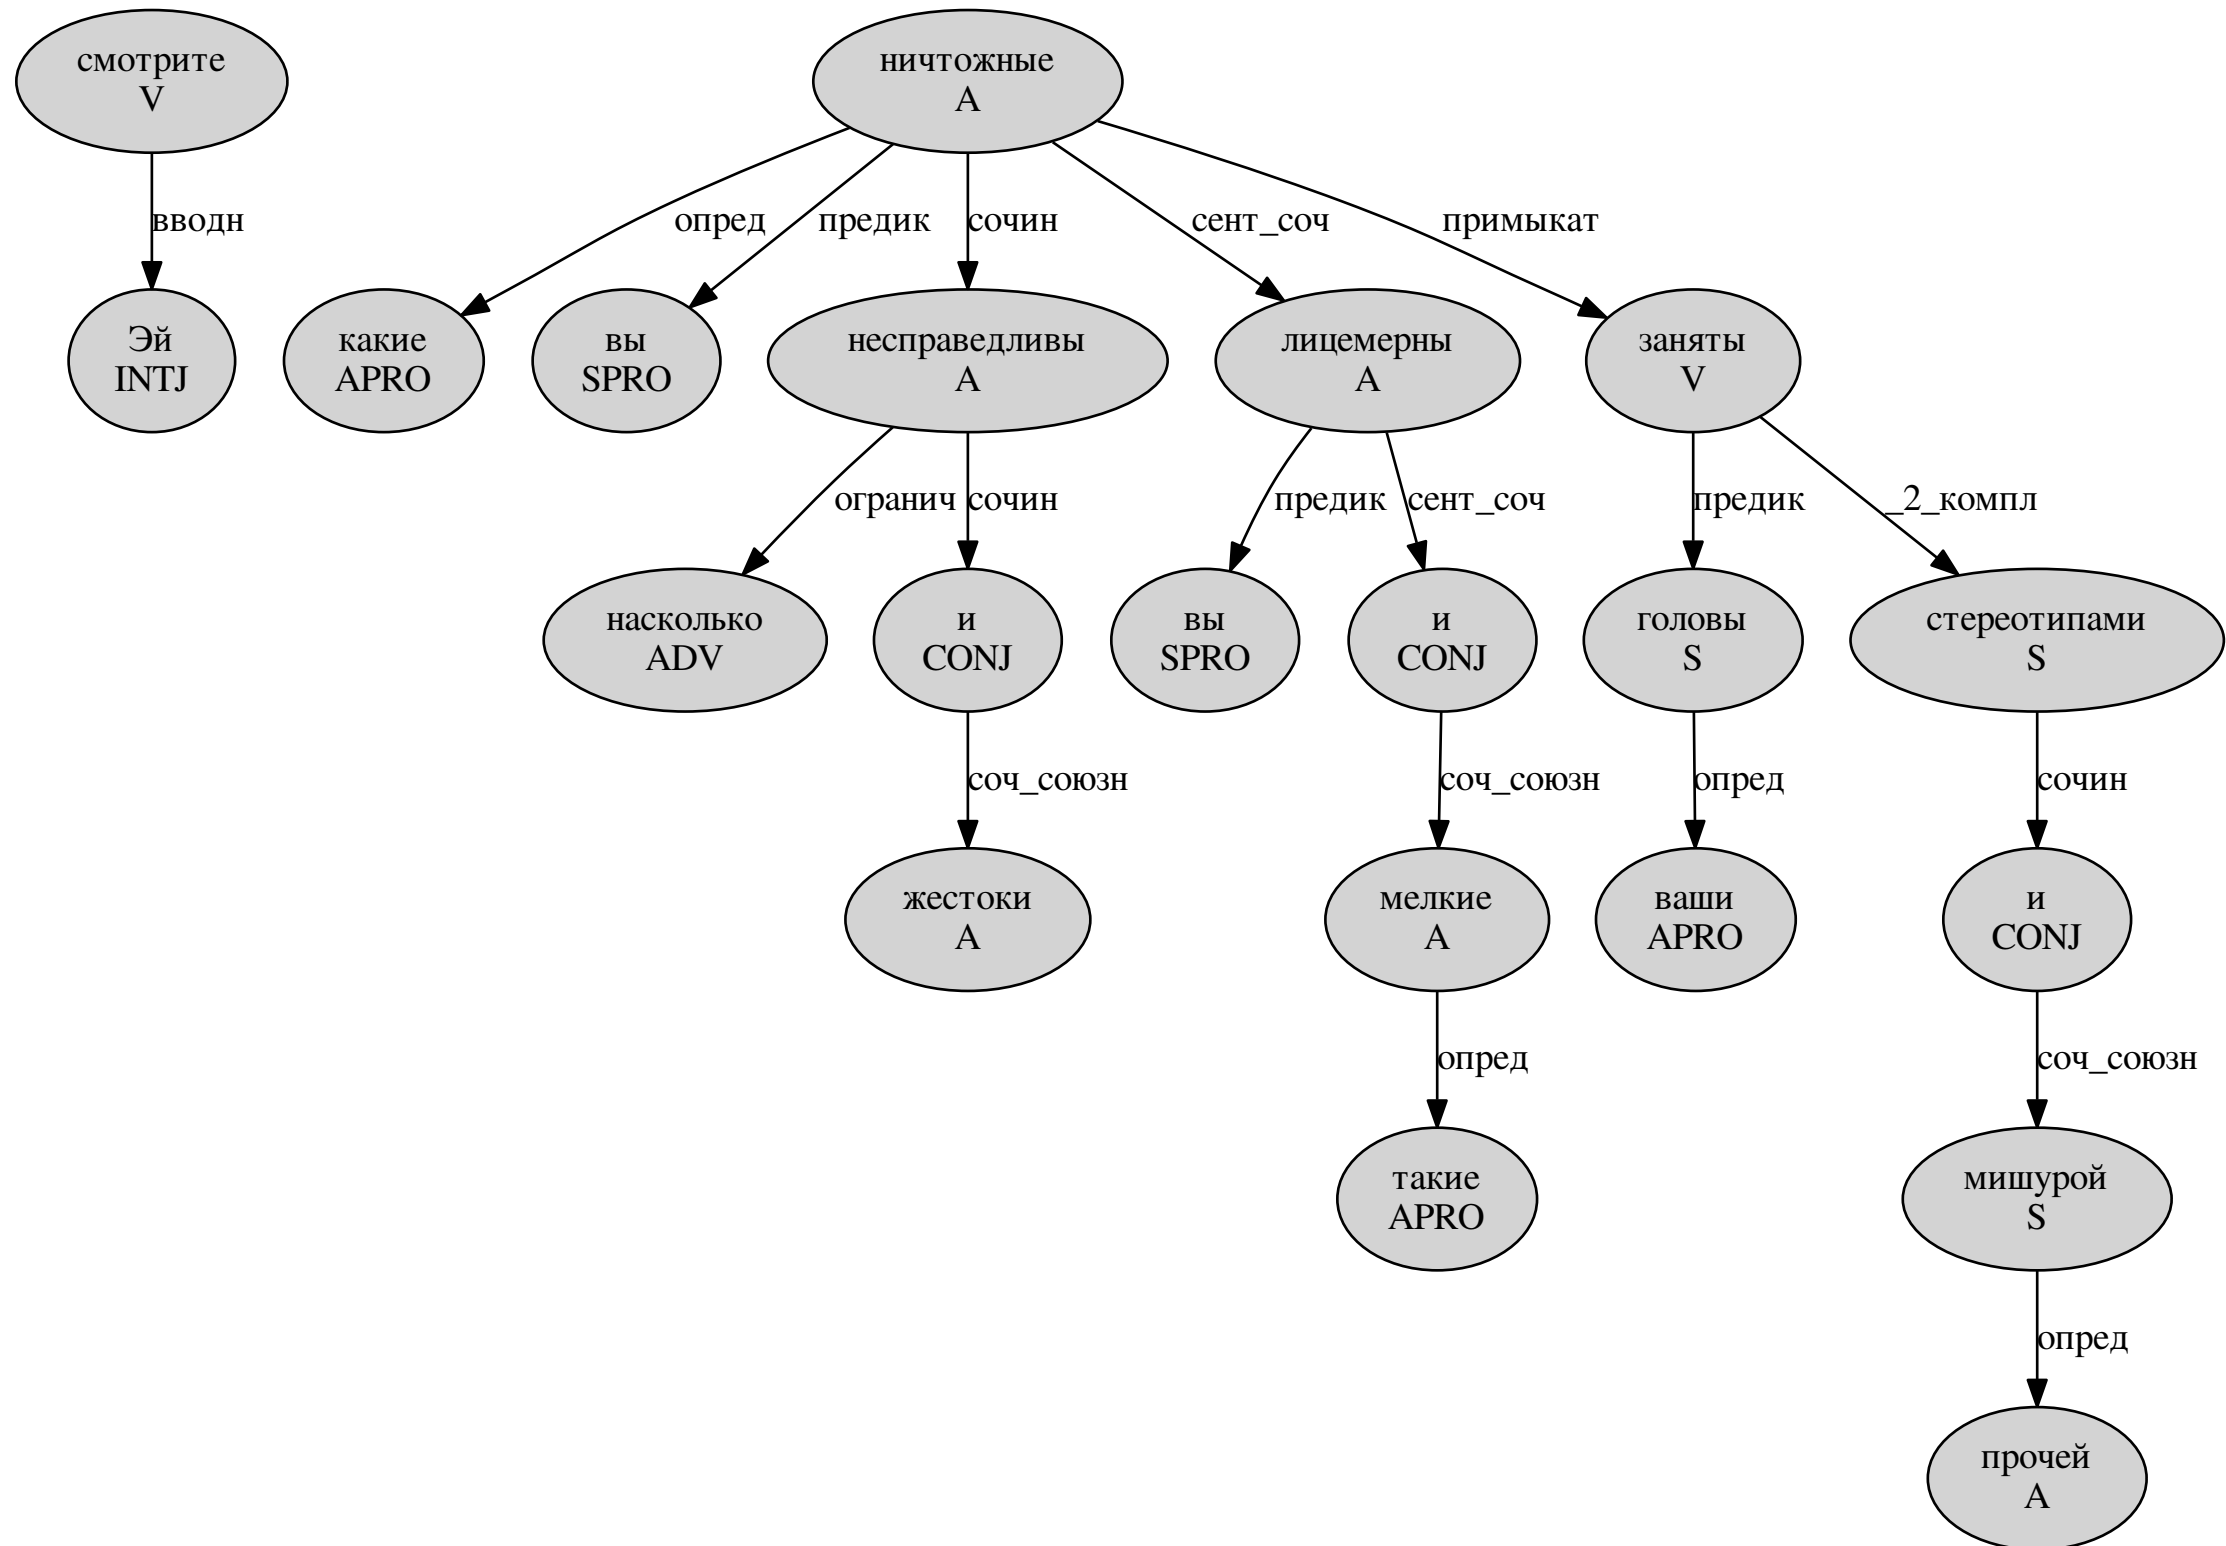 смотрите
V
ничтожные
A
вводн
опред
предик
сочин
сент_соч
примыкат
Эй
INTJ
какие
APRO
вы
SPRO
несправедливы
A
лицемерны
A
заняты
V
огранич
сочин
предик
сент_соч
предик
_2_компл
насколько
ADV
и
CONJ
вы
SPRO
и
CONJ
головы
S
стереотипами
S
соч_союзн
соч_союзн
опред
сочин
жестоки
A
мелкие
A
ваши
APRO
и
CONJ
опред
соч_союзн
такие
APRO
мишурой
S
опред
прочей
A